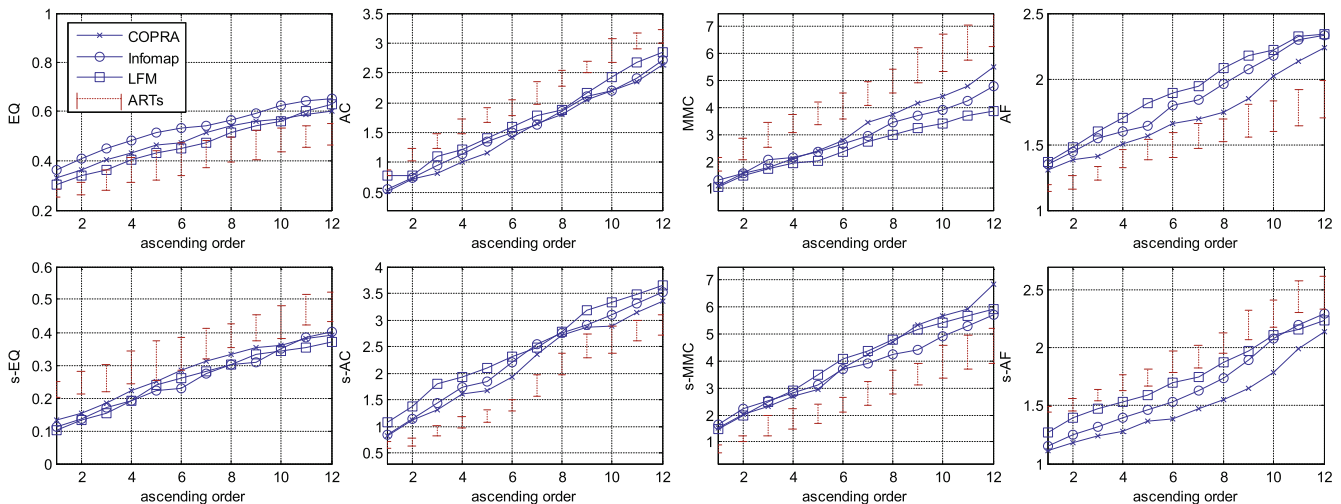 COPRA
Infomap
LFM
ARTs
EQ
0.2
0.4
0.6
0.8
1
2 4 6 8 10 12
ascending order
AC
0.5
1
1.5
2
2.5
3
3.5
2 4 6 8 10 12
ascending order
MMC
1
2
3
4
5
6
7
2 4 6 8 10 12
ascending order
AF
1
1.5
2
2.5
2 4 6 8 10 12
ascending order
s-EQ
0
0.1
0.2
0.3
0.4
0.5
0.6
2 4 6 8 10 12
ascending order
s-AC
0.5
1
1.5
2
2.5
3
3.5
4
2 4 6 8 10 12
ascending order
s-MMC
1
2
3
4
5
6
7
2 4 6 8 10 12
ascending order
s-AF
1
1.5
2
2.5
2 4 6 8 10 12
ascending order